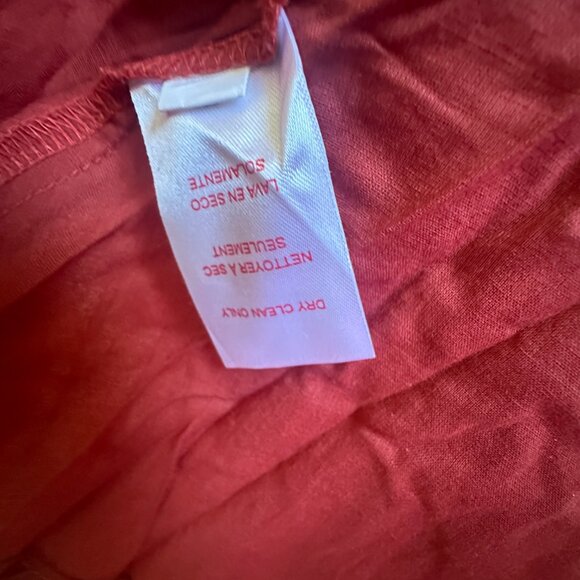 DRY CLEAN ONLY
NETTOYER A SEC
SEULEMENT
LAVA EN SECO
SOLAMENTE